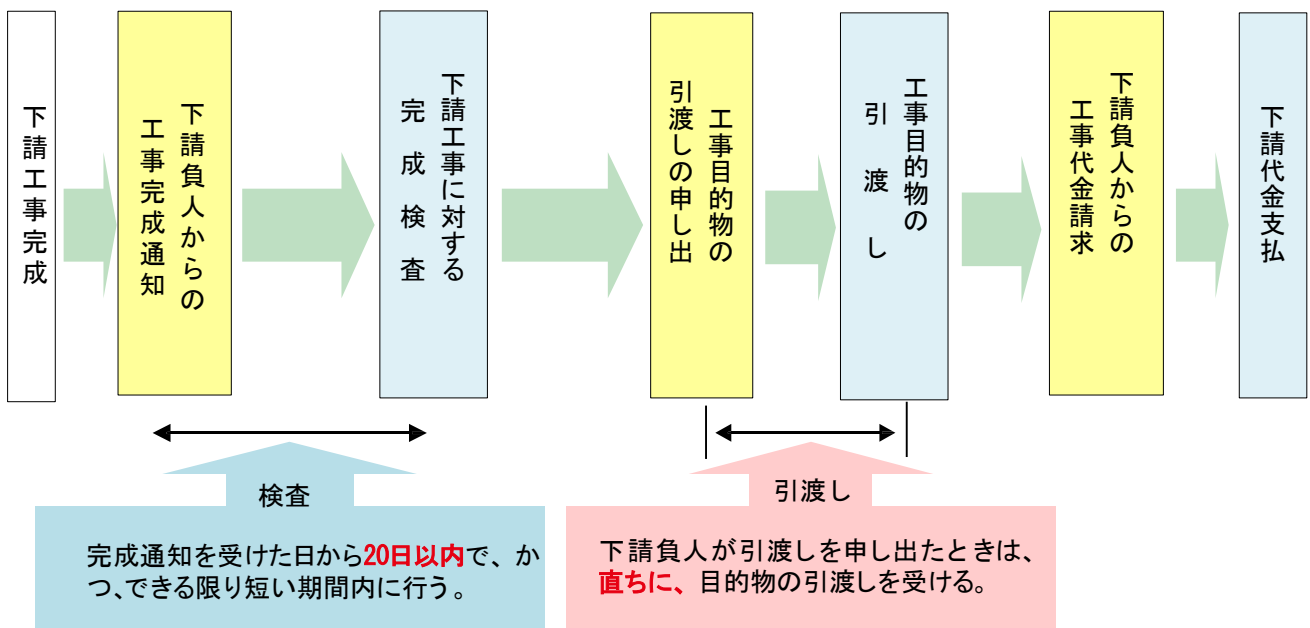 下請工事完成
下請負人からの
工事完成通知
下請工事に対する
完成検査
工事目的物の
引渡しの申し出
工事目的物の
引渡し
下請負人からの
工事代金請求
下請代金支払
検査
完成通知を受けた日から20日以内で、か
つ、できる限り短い期間内に行う。
引渡し
下請負人が引渡しを申し出たときは、
直ちに、目的物の引渡しを受ける。